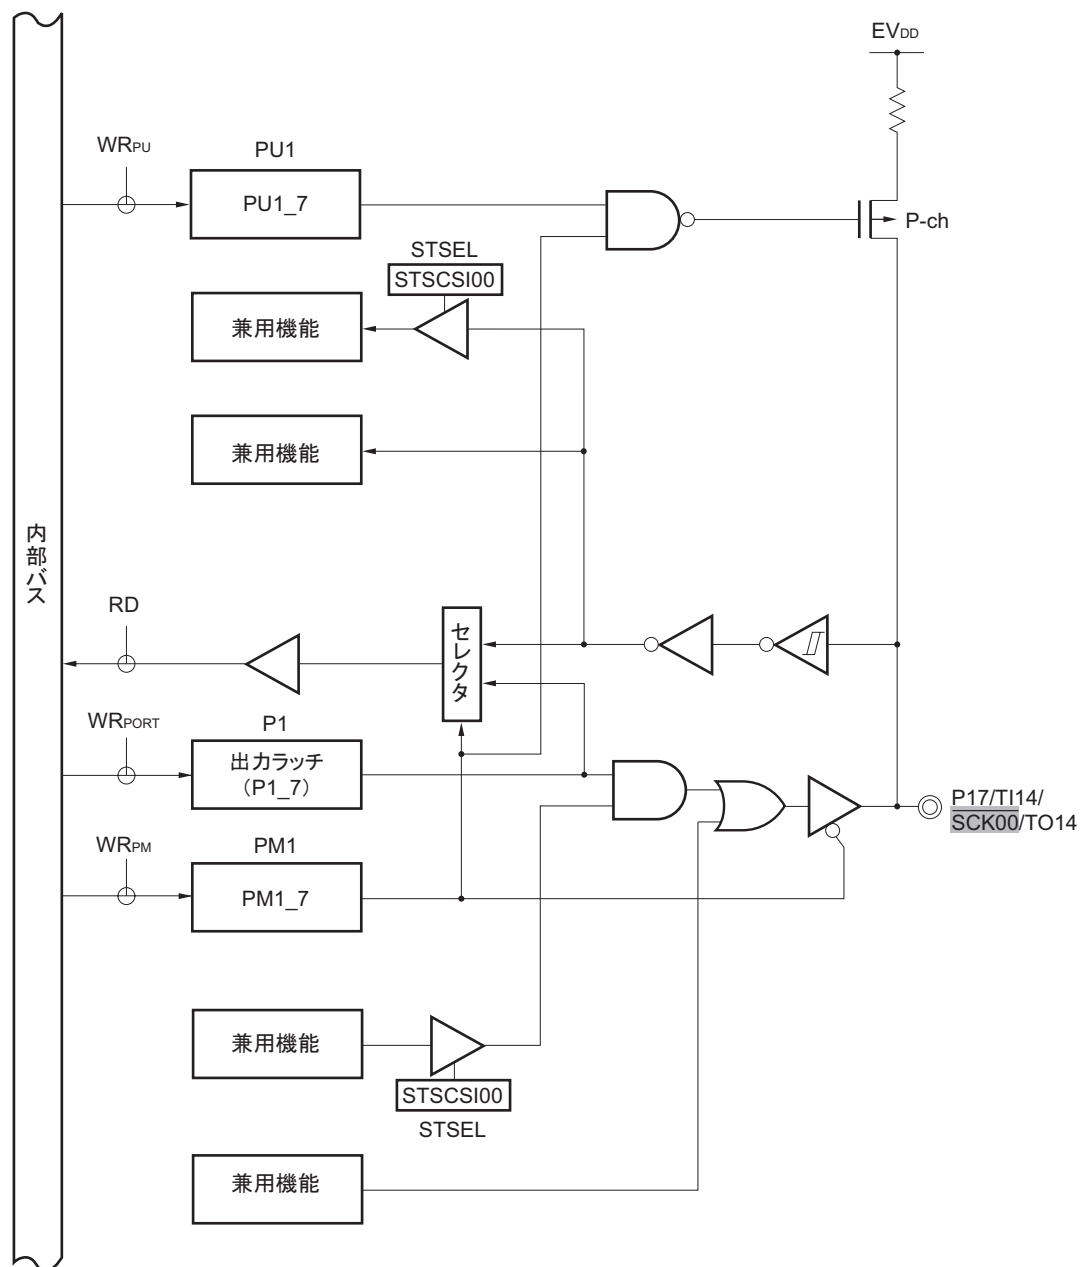 EVDD
WRPU
PU1
PU1_7
P-ch
STSEL
STSCSI00
兼用機能
兼用機能
内部バス
RD
セレクタ
WRPORT
P1
出力ラッチ
(P1_7)
P17/TI14/
SCK00/TO14
WRPM
PM1
PM1_7
兼用機能
STSCSI00
STSEL
兼用機能